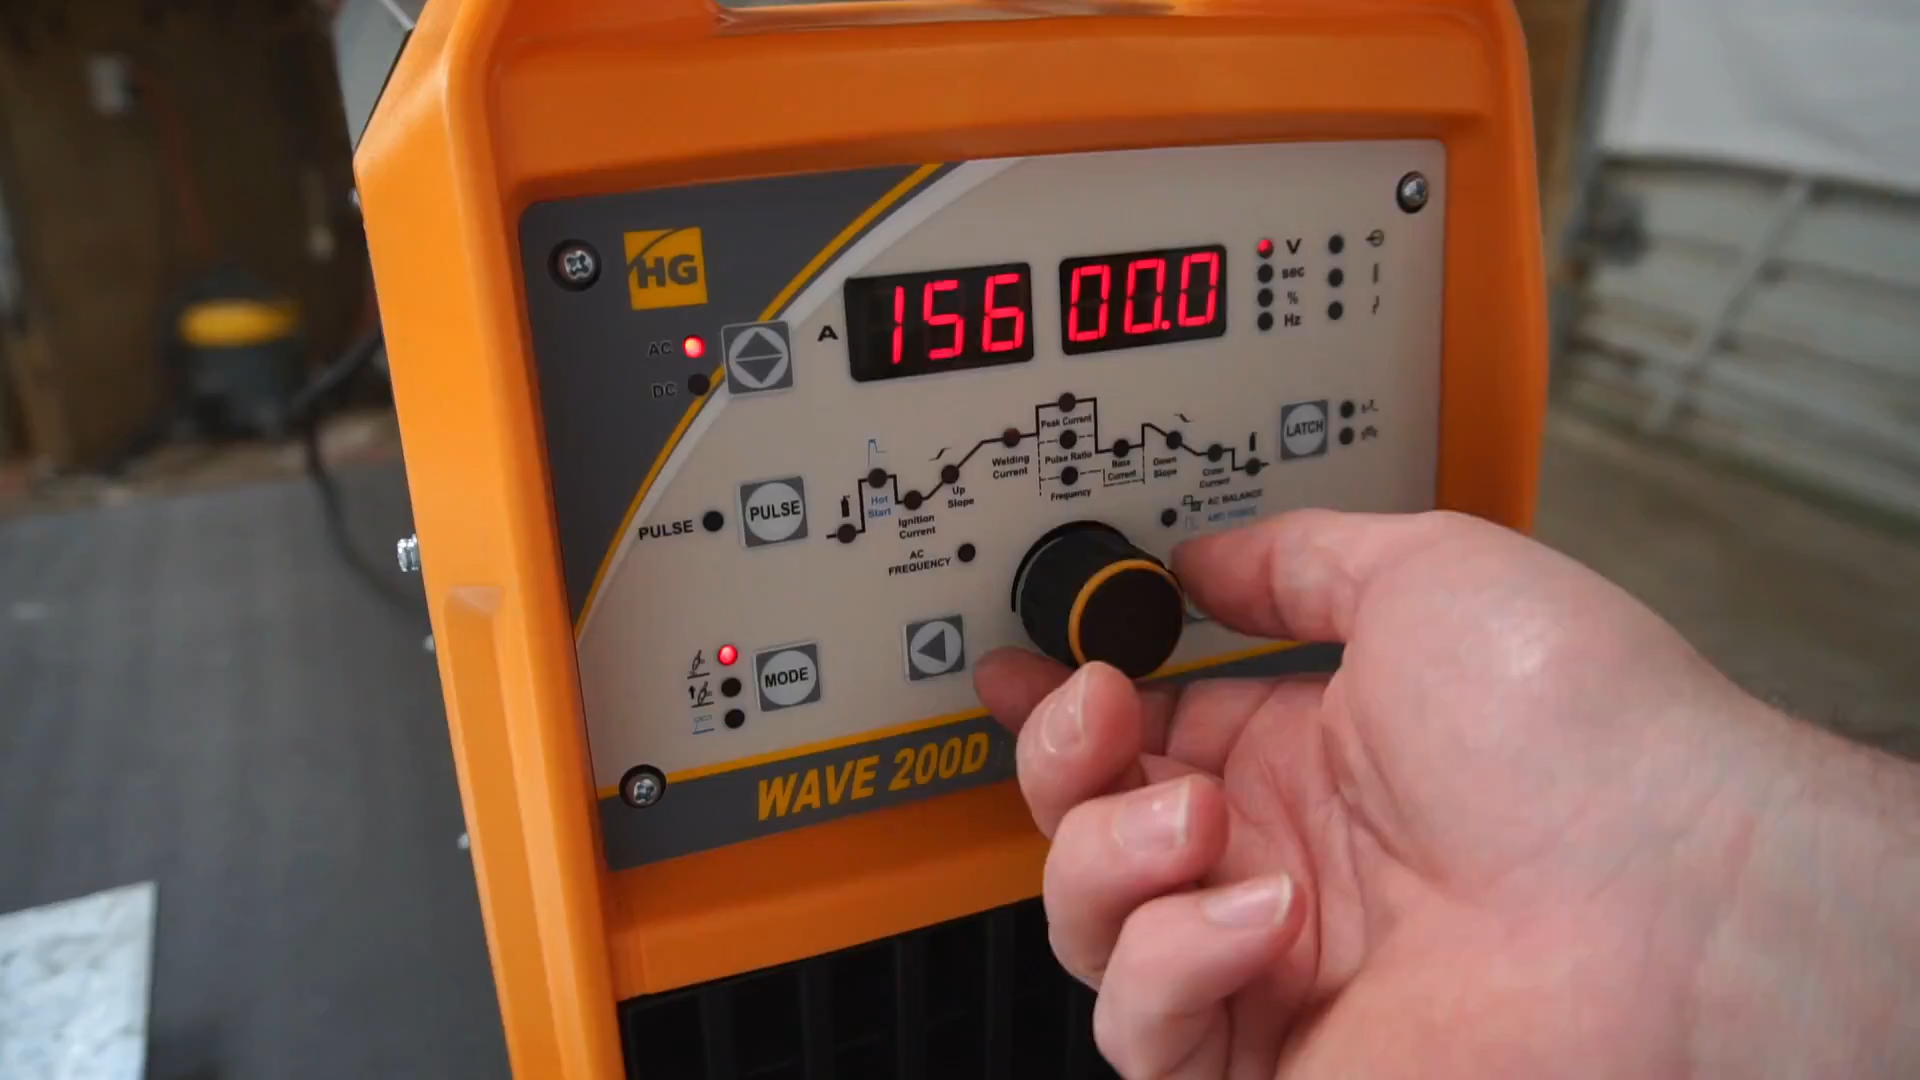 HG
A
156
00.0
V
sec
%
Hz
AC
DC
LATCH
Peak Current
Pulse Ratio
Frequency
Welding
Current
Base
Current
Down
Slope
Crater
Current
Up
Slope
Hot
Start
Ignition
Current
PULSE
PULSE
AC BALANCE
AC
FREQUENCY
MODE
WAVE 200D